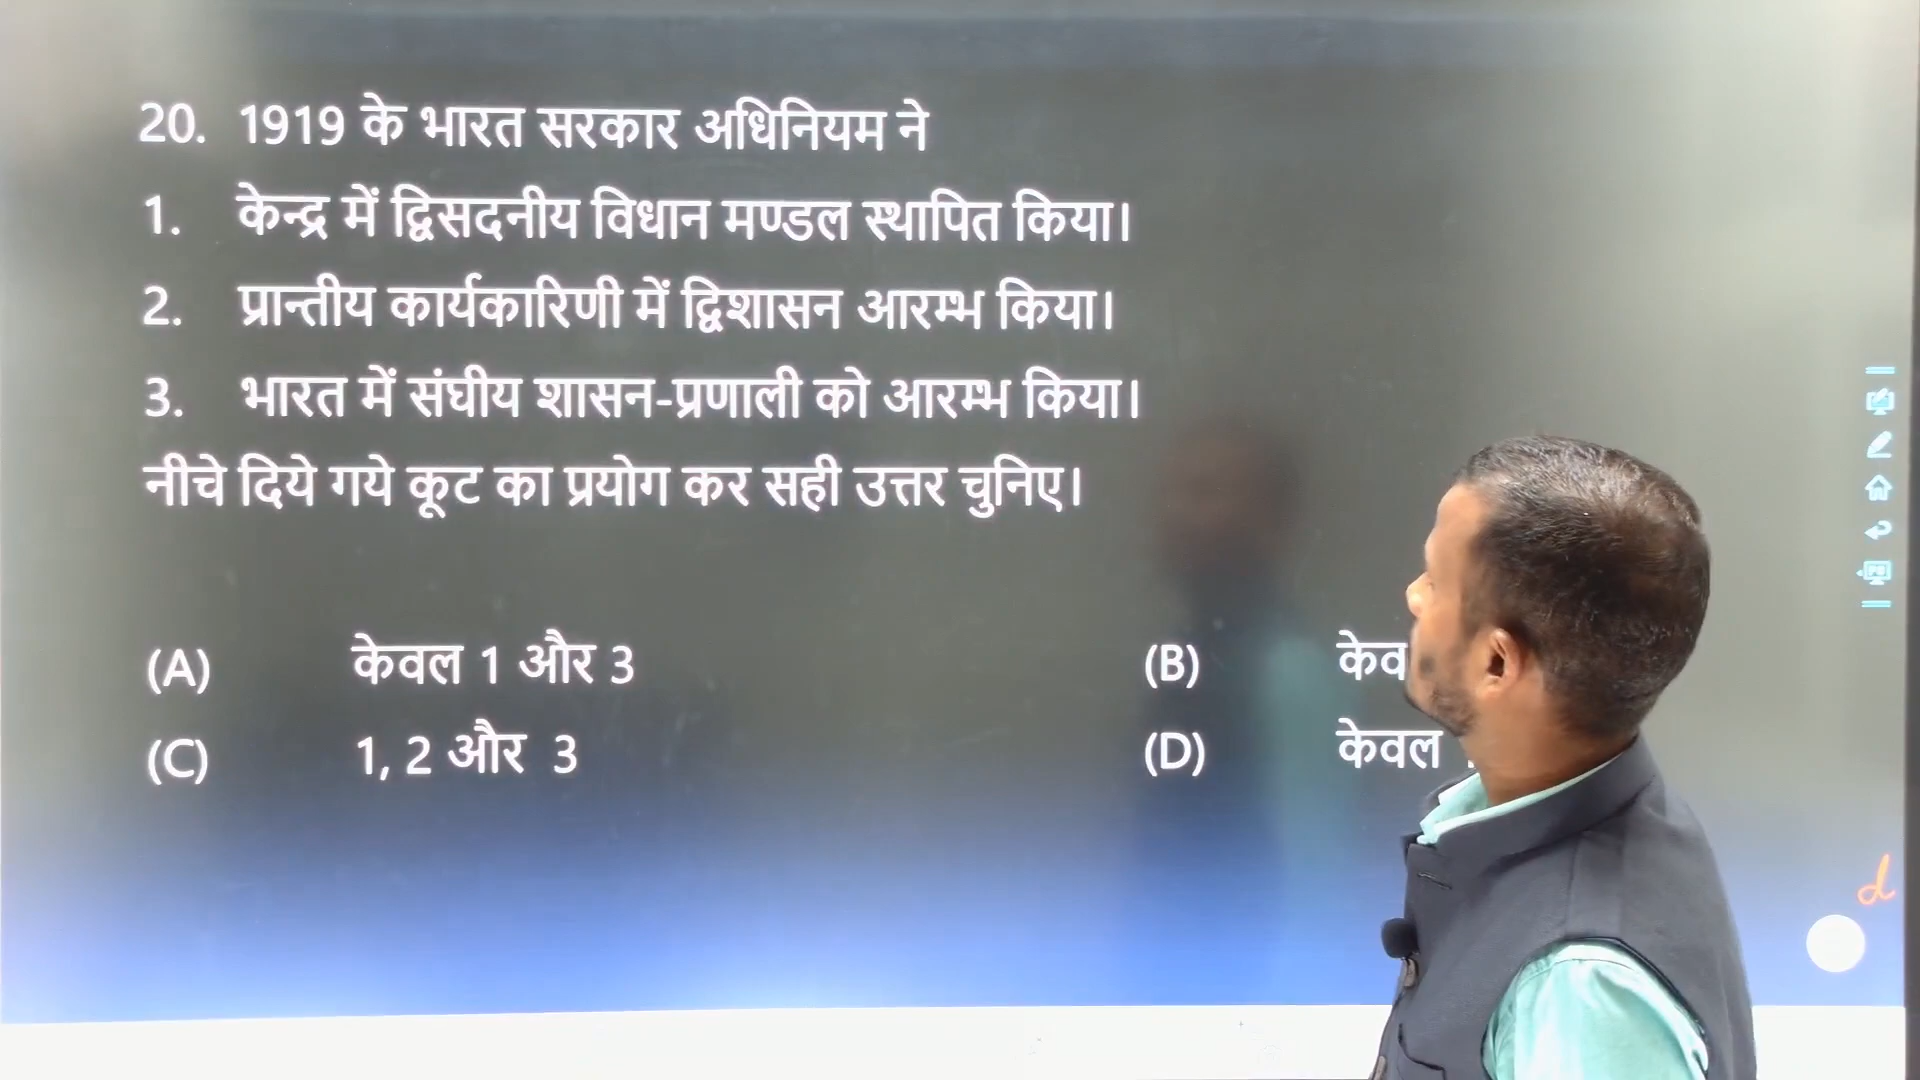 20. 1919 के भारत सरकार अधिनियम ने
1. केन्द्र में द्विसदनीय विधान मण्डल स्थापित किया।
2. प्रान्तीय कार्यकारिणी में द्विशासन आरम्भ किया।
3. भारत में संघीय शासन-प्रणाली को आरम्भ किया।
नीचे दिये गये कूट का प्रयोग कर सही उत्तर चुनिए।
(A) केवल 1 और 3 (B)
(C) 1, 2 और 3 (D) केवल
d